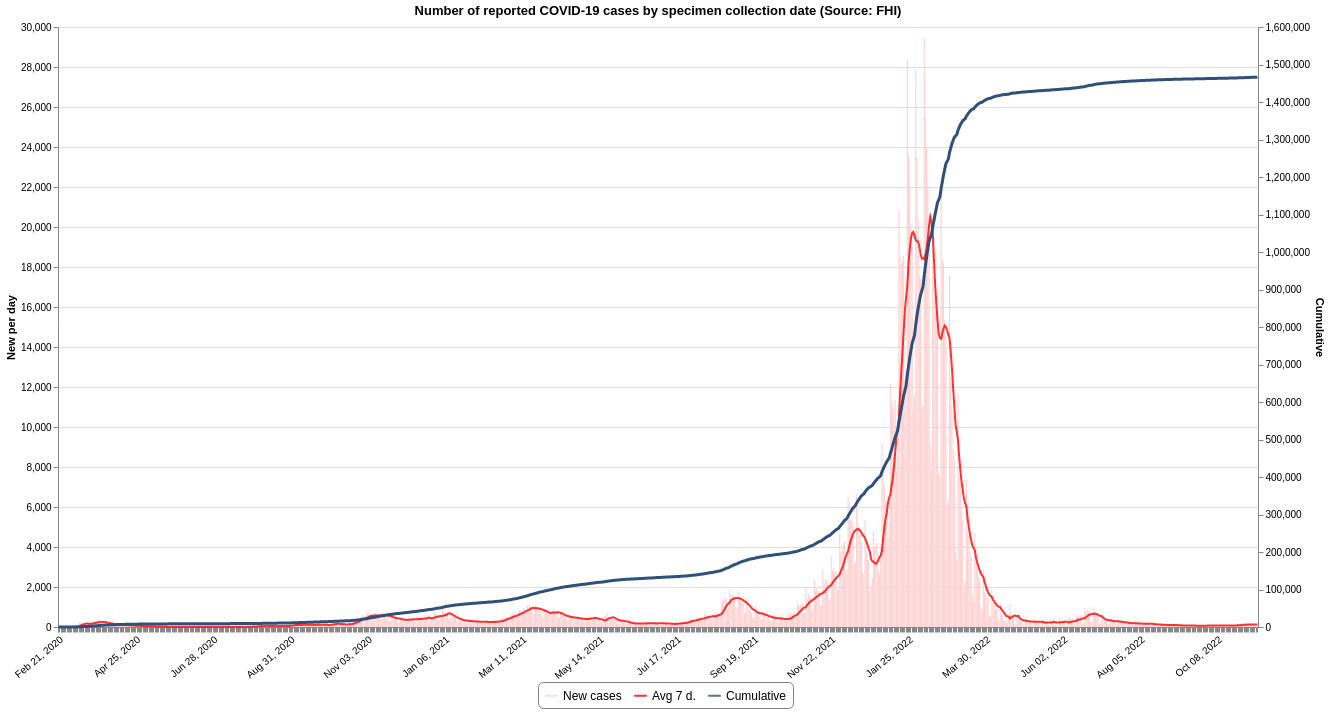 Number of reported COVID-19 cases by specimen collection date (Source: FHI)
30,000
28,000
26,000
24,000
22,000
20,000
18,000
16,000
14,000
12,000
10,000
8,000
6,000
4,000
2,000
0
New per day
1,600,000
1,500,000
1,400,000
1,300,000
1,200,000
1,100,000
1,000,000
900,000
800,000
700,000
600,000
500,000
400,000
300,000
200,000
100,000
0
Cumulative
Feb 21, 2020
Apr 25, 2020
Jun 28, 2020
Aug 31, 2020
Nov 03, 2020
Jan 06, 2021
Mar 11, 2021
May 14, 2021
Jul 17, 2021
Sep 19, 2021
Nov 22, 2021
Jan 25, 2022
Mar 30, 2022
Jun 02, 2022
Aug 05, 2022
Oct 08, 2022
New cases Avg 7 d. Cumulative